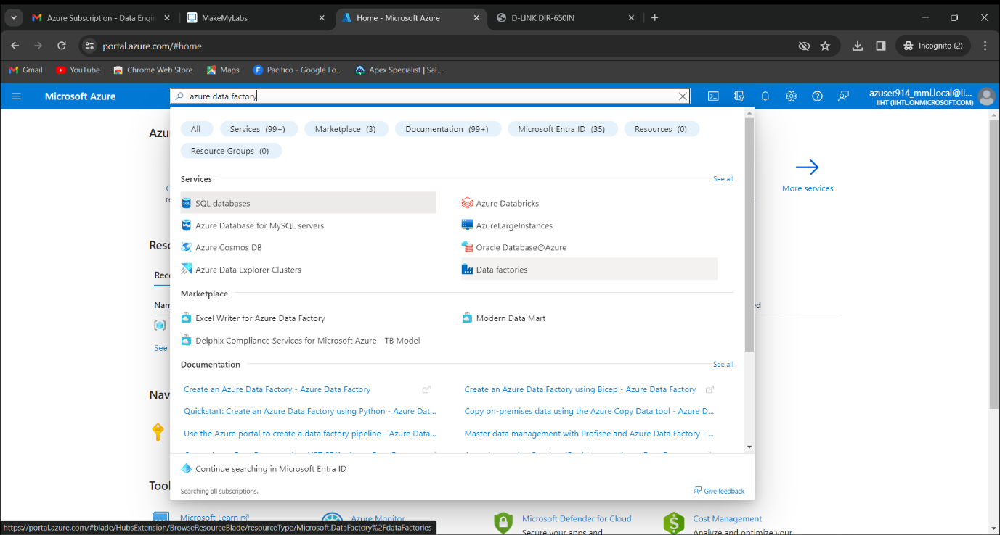 Azure Subscription - Data Engin
MakeMyLabs
Home - Microsoft Azure
D-LINK DIR-650IN
portal.azure.com/#home
Incognito (2)
Gmail
YouTube
Chrome Web Store
Maps
Pacifico - Google Fo...
Apex Specialist | Sal...
Microsoft Azure
azure data factory
azuser914_mml.local@ii...
IIHT (IIHTL.ONMICROSOFT.COM)
All
Services (99+)
Marketplace (3)
Documentation (99+)
Microsoft Entra ID (35)
Resources (0)
Resource Groups (0)
More services
Services
See all
SQL databases
Azure Databricks
Azure Database for MySQL servers
AzureLargeInstances
Azure Cosmos DB
Oracle Database@Azure
Azure Data Explorer Clusters
Data factories
Marketplace
Excel Writer for Azure Data Factory
Modern Data Mart
Delphix Compliance Services for Microsoft Azure - TB Model
See
Documentation
See all
Create an Azure Data Factory - Azure Data Factory
Create an Azure Data Factory using Bicep - Azure Data Factory
Quickstart: Create an Azure Data Factory using Python - Azure Dat...
Copy on-premises data using the Azure Copy Data tool - Azure D...
Use the Azure portal to create a data factory pipeline - Azure Data...
Master data management with Profisee and Azure Data Factory - ...
Continue searching in Microsoft Entra ID
Searching all subscriptions.
Give feedback
Microsoft Learn
Azure Monitor
Microsoft Defender for Cloud
Secure your apps and
Cost Management
Analyze and optimize your
https://portal.azure.com/#blade/HubsExtension/BrowseResourceBlade/resourceType/Microsoft.DataFactory%2FdataFactories